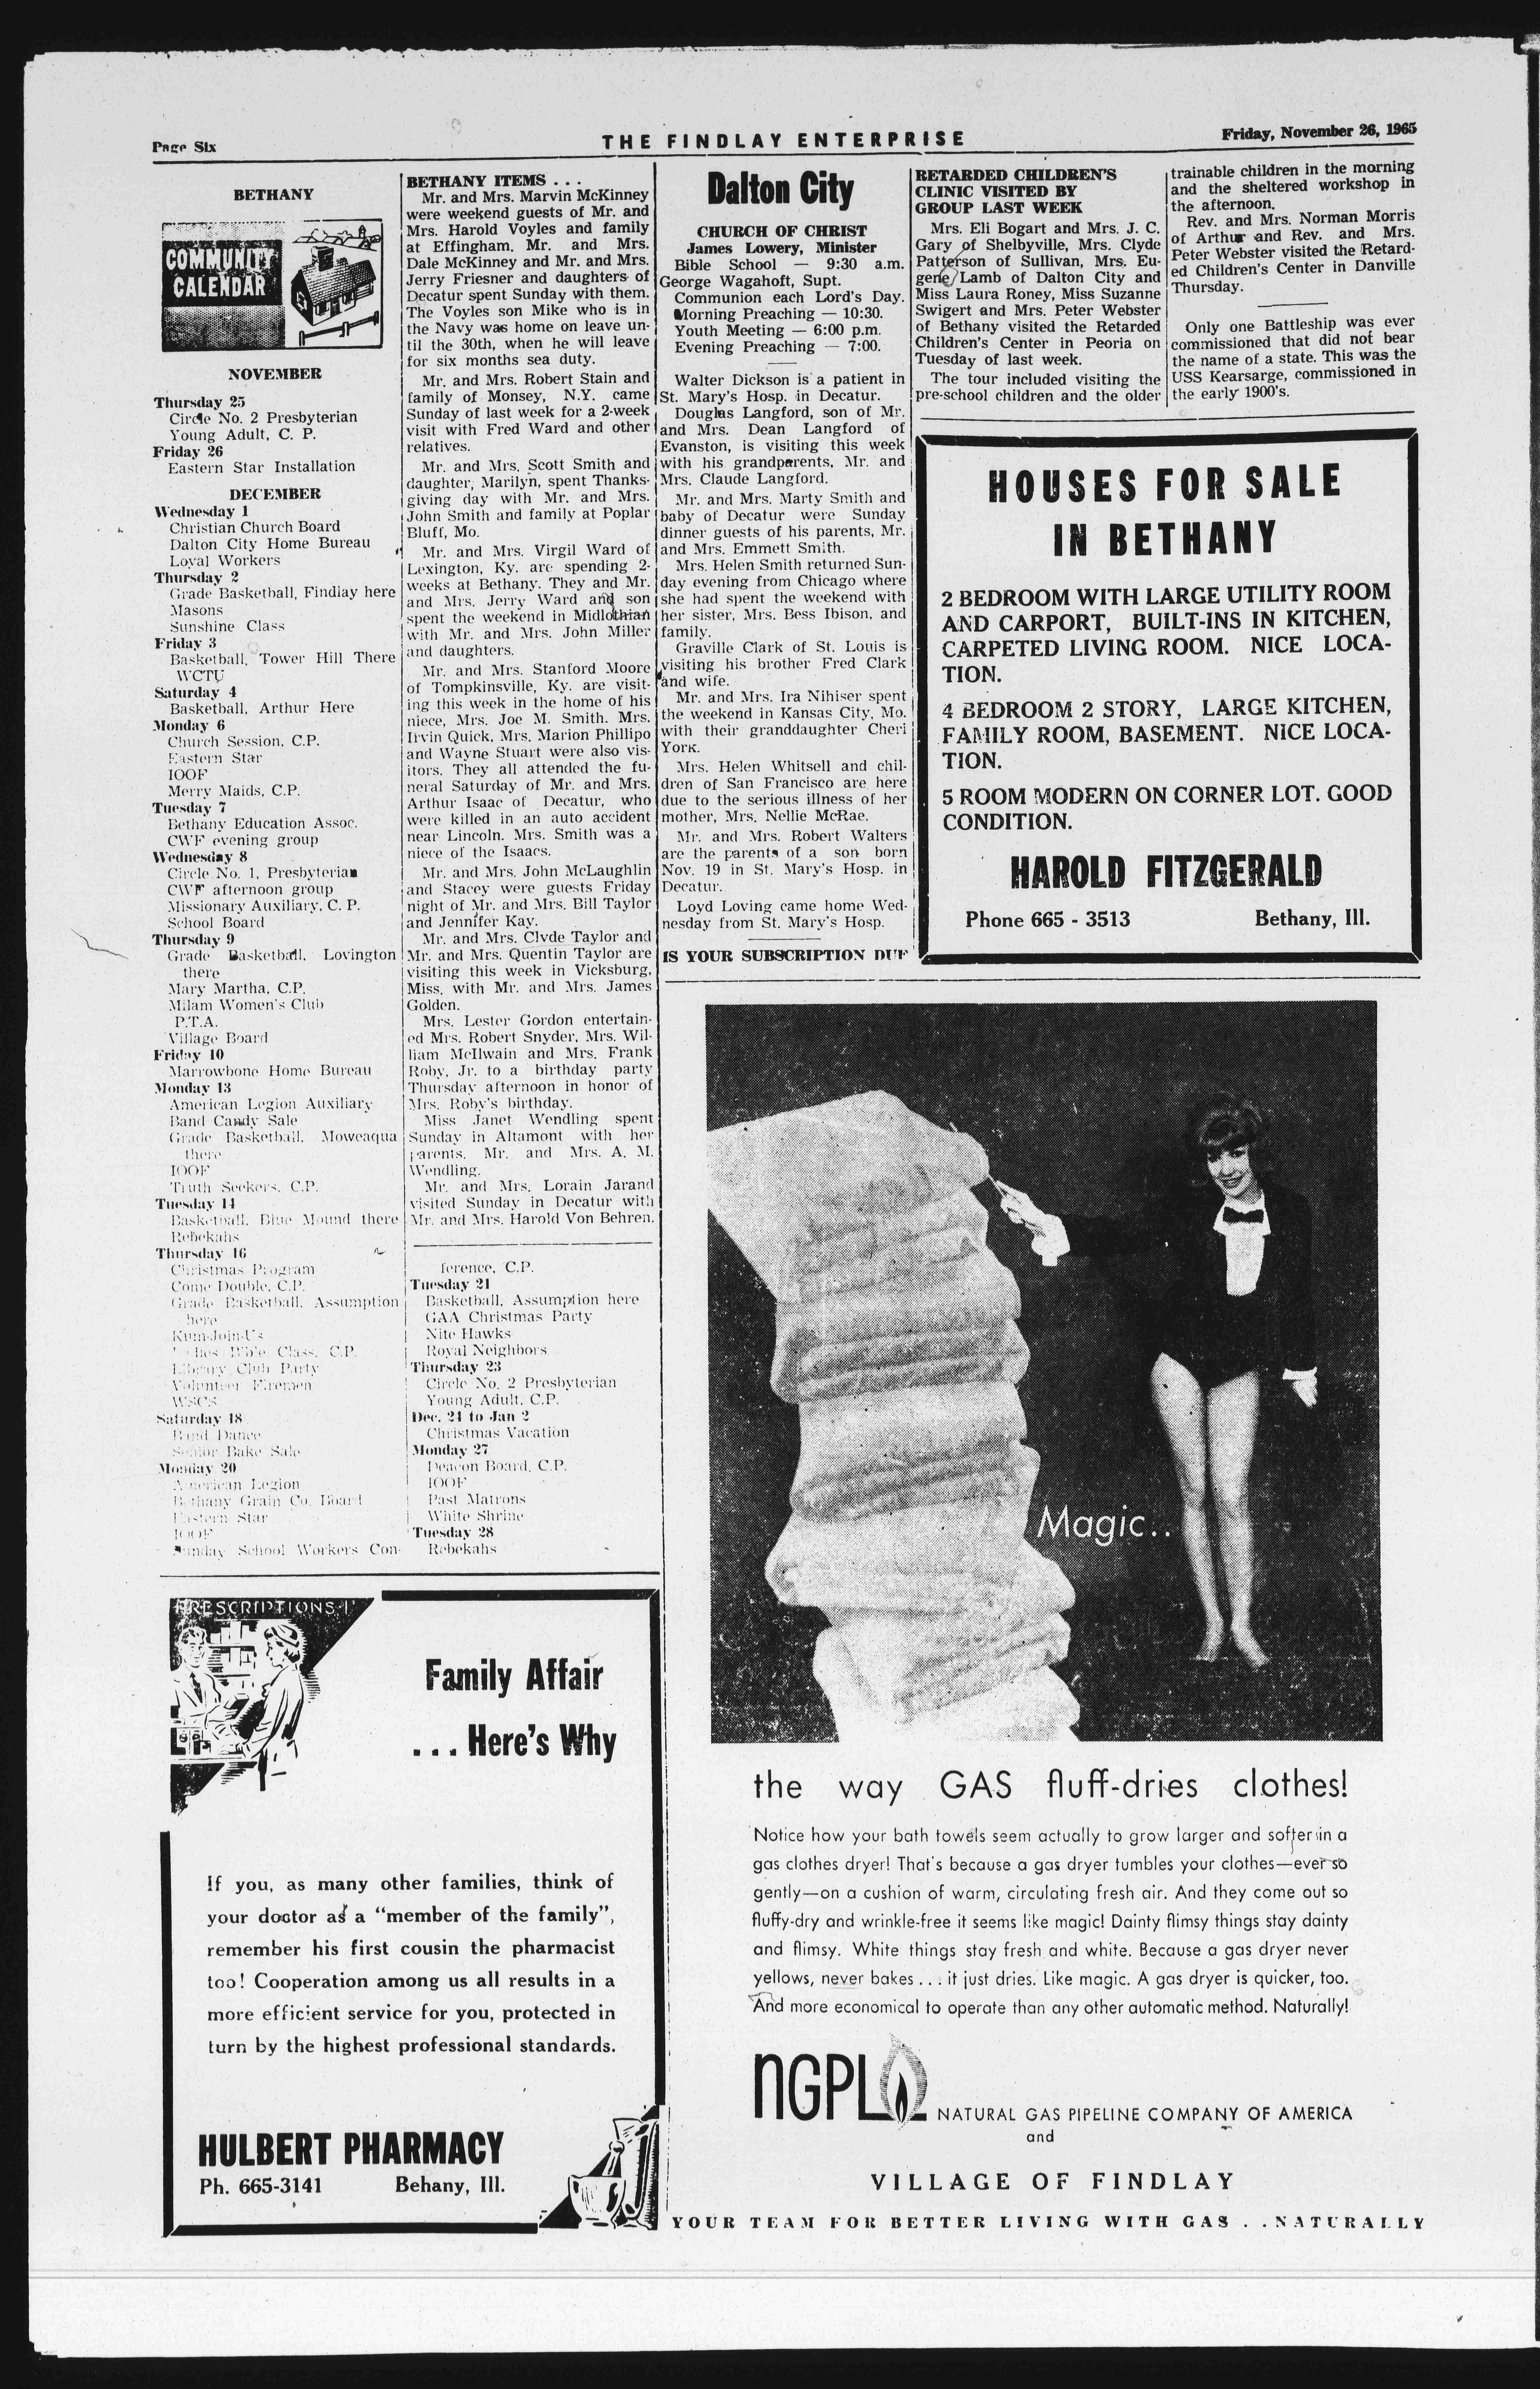 Page Six
THE FINDLAY ENTERPRISE
Friday, November 26, 1965
BETHANY
COMMUNITY
CALENDAR
NOVEMBER
Thursday 25
Circle No. 2 Presbyterian
Young Adult, C. P.
Friday 26
Eastern Star Installation
DECEMBER
Wednesday 1
Christian Church Board
Dalton City Home Bureau
Loyal Workers
Thursday 2
Grade Basketball, Findlay here
Masons
Sunshine Class
Friday 3
Basketball, Tower Hill There
WCTU
Saturday 4
Basketball, Arthur Here
Monday 6
Church Session, C.P.
Eastern Star
IOOF
Merry Maids, C.P.
Tuesday 7
Bethany Education Assoc.
CWF evening group
Wednesday 8
Circle No. 1, Presbyterian
CWF afternoon group
Missionary Auxiliary, C. P.
School Board
Thursday 9
Grade Basketball, Lovington
there
Mary Martha, C.P.
Milam Women's Club
P.T.A.
Village Board
Friday 10
Marrowbone Home Bureau
Monday 13
American Legion Auxiliary
Band Candy Sale
Grade Basketball, Moweaqua
there
IOOF
Truth Seekers, C.P.
Tuesday 14
Basketball, Blue Mound there
Rebekahs
Thursday 16
Christmas Program
Come Double, C.P.
Grade Basketball, Assumption
here
Kum-Join-Us
Bible Class, C.P.
Library Club Party
Volunteer Firemen
WSCS
Saturday 18
Band Dance
Senior Bake Sale
Monday 20
American Legion
Bethany Grain Co. Board
Eastern Star
IOOF
Sunday School Workers Con-
BETHANY ITEMS . . .
Mr. and Mrs. Marvin McKinney
were weekend guests of Mr. and
Mrs. Harold Voyles and family
at Effingham. Mr. and Mrs.
Dale McKinney and Mr. and Mrs.
Jerry Friesner and daughters of
Decatur spent Sunday with them.
The Voyles son Mike who is in
the Navy was home on leave un-
til the 30th, when he will leave
for six months sea duty.
Mr. and Mrs. Robert Stain and
family of Monsey, N.Y. came
Sunday of last week for a 2-week
visit with Fred Ward and other
relatives.
Mr. and Mrs. Scott Smith and
daughter, Marilyn, spent Thanks-
giving day with Mr. and Mrs.
John Smith and family at Poplar
Bluff, Mo.
Mr. and Mrs. Virgil Ward of
Lexington, Ky. are spending 2-
weeks at Bethany. They and Mr.
and Mrs. Jerry Ward and son
spent the weekend in Midlothian
with Mr. and Mrs. John Miller
and daughters.
Mr. and Mrs. Stanford Moore
of Tompkinsville, Ky. are visit-
ing this week in the home of his
niece, Mrs. Joe M. Smith. Mrs.
Irvin Quick, Mrs. Marion Phillipo
and Wayne Stuart were also vis-
itors. They all attended the fu-
neral Saturday of Mr. and Mrs.
Arthur Isaac of Decatur, who
were killed in an auto accident
near Lincoln. Mrs. Smith was a
niece of the Isaacs.
Mr. and Mrs. John McLaughlin
and Stacey were guests Friday
night of Mr. and Mrs. Bill Taylor
and Jennifer Kay.
Mr. and Mrs. Clyde Taylor and
Mr. and Mrs. Quentin Taylor are
visiting this week in Vicksburg,
Miss. with Mr. and Mrs. James
Golden.
Mrs. Lester Gordon entertain-
ed Mrs. Robert Snyder, Mrs. Wil-
liam McIlwain and Mrs. Frank
Roby, Jr. to a birthday party
Thursday afternoon in honor of
Mrs. Roby's birthday.
Miss Janet Wendling spent
Sunday in Altamont with her
parents, Mr. and Mrs. A. M.
Wendling.
Mr. and Mrs. Lorain Jarand
visited Sunday in Decatur with
Mr. and Mrs. Harold Von Behren.
ference, C.P.
Tuesday 21
Basketball, Assumption here
GAA Christmas Party
Nite Hawks
Royal Neighbors
Thursday 23
Circle No. 2 Presbyterian
Young Adult, C.P.
Dec. 24 to Jan 2
Christmas Vacation
Monday 27
Deacon Board, C.P.
IOOF
Past Matrons
White Shrine
Tuesday 28
Rebekahs
Dalton City
CHURCH OF CHRIST
James Lowery, Minister
Bible School — 9:30 a.m.
George Wagahoft, Supt.
Communion each Lord's Day.
Morning Preaching — 10:30.
Youth Meeting — 6:00 p.m.
Evening Preaching — 7:00.
Walter Dickson is a patient in
St. Mary's Hosp. in Decatur.
Douglas Langford, son of Mr.
and Mrs. Dean Langford of
Evanston, is visiting this week
with his grandparents, Mr. and
Mrs. Claude Langford.
Mr. and Mrs. Marty Smith and
baby of Decatur were Sunday
dinner guests of his parents, Mr.
and Mrs. Emmett Smith.
Mrs. Helen Smith returned Sun-
day evening from Chicago where
she had spent the weekend with
her sister, Mrs. Bess Ibison, and
family.
Graville Clark of St. Louis is
visiting his brother Fred Clark
and wife.
Mr. and Mrs. Ira Nihiser spent
the weekend in Kansas City, Mo.
with their granddaughter Cheri
York.
Mrs. Helen Whitsell and chil-
dren of San Francisco are here
due to the serious illness of her
mother, Mrs. Nellie McRae.
Mr. and Mrs. Robert Walters
are the parents of a son born
Nov. 19 in St. Mary's Hosp. in
Decatur.
Loyd Loving came home Wed-
nesday from St. Mary's Hosp.
IS YOUR SUBSCRIPTION DUE
RETARDED CHILDREN'S
CLINIC VISITED BY
GROUP LAST WEEK
Mrs. Eli Bogart and Mrs. J. C.
Gary of Shelbyville, Mrs. Clyde
Patterson of Sullivan, Mrs. Eu-
gene Lamb of Dalton City and
Miss Laura Roney, Miss Suzanne
Swigert and Mrs. Peter Webster
of Bethany visited the Retarded
Children's Center in Peoria on
Tuesday of last week.
The tour included visiting the
pre-school children and the older
trainable children in the morning
and the sheltered workshop in
the afternoon.
Rev. and Mrs. Norman Morris
of Arthur and Rev. and Mrs.
Peter Webster visited the Retard-
ed Children's Center in Danville
Thursday.
Only one Battleship was ever
commissioned that did not bear
the name of a state. This was the
USS Kearsarge, commissioned in
the early 1900's.
HOUSES FOR SALE
IN BETHANY
2 BEDROOM WITH LARGE UTILITY ROOM
AND CARPORT, BUILT-INS IN KITCHEN,
CARPETED LIVING ROOM. NICE LOCA-
TION.
4 BEDROOM 2 STORY, LARGE KITCHEN,
FAMILY ROOM, BASEMENT. NICE LOCA-
TION.
5 ROOM MODERN ON CORNER LOT. GOOD
CONDITION.
HAROLD FITZGERALD
Phone 665 - 3513 Bethany, Ill.
Magic..
the way GAS fluff-dries clothes!
Notice how your bath towels seem actually to grow larger and softer in a
gas clothes dryer! That's because a gas dryer tumbles your clothes—ever so
gently—on a cushion of warm, circulating fresh air. And they come out so
fluffy-dry and wrinkle-free it seems like magic! Dainty flimsy things stay dainty
and flimsy. White things stay fresh and white. Because a gas dryer never
yellows, never bakes . . . it just dries. Like magic. A gas dryer is quicker, too.
And more economical to operate than any other automatic method. Naturally!
NGPL
NATURAL GAS PIPELINE COMPANY OF AMERICA
and
VILLAGE OF FINDLAY
YOUR TEAM FOR BETTER LIVING WITH GAS . . NATURALLY
PRESCRIPTIONS
Family Affair
. . . Here's Why
If you, as many other families, think of
your doctor as a "member of the family",
remember his first cousin the pharmacist
too! Cooperation among us all results in a
more efficient service for you, protected in
turn by the highest professional standards.
HULBERT PHARMACY
Ph. 665-3141 Behany, Ill.